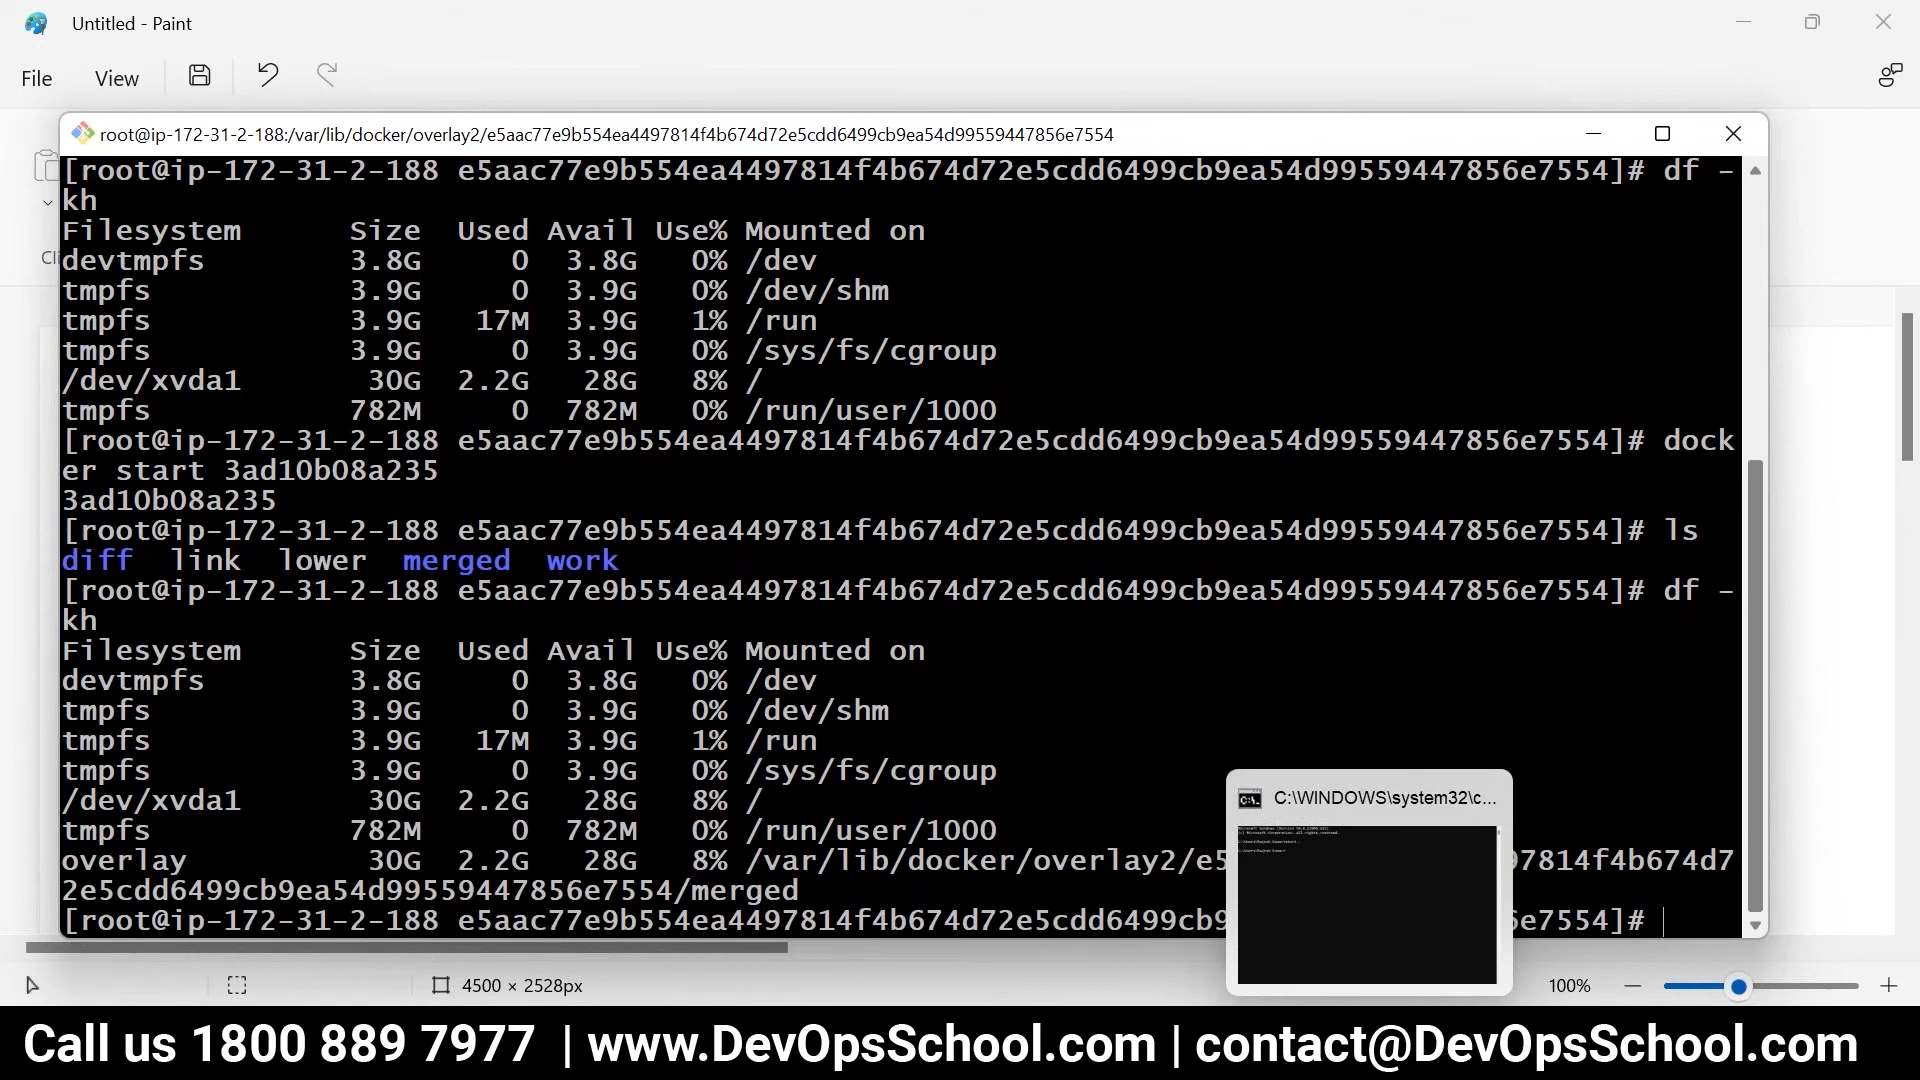 Untitled - Paint
File View
root@ip-172-31-2-188:/var/lib/docker/overlay2/e5aac77e9b554ea4497814f4b674d72e5cdd6499cb9ea54d99559447856e7554
[root@ip-172-31-2-188 e5aac77e9b554ea4497814f4b674d72e5cdd6499cb9ea54d99559447856e7554]# df -
kh
Filesystem Size Used Avail Use% Mounted on
devtmpfs 3.8G 0 3.8G 0% /dev
tmpfs 3.9G 0 3.9G 0% /dev/shm
tmpfs 3.9G 17M 3.9G 1% /run
tmpfs 3.9G 0 3.9G 0% /sys/fs/cgroup
/dev/xvda1 30G 2.2G 28G 8% /
tmpfs 782M 0 782M 0% /run/user/1000
[root@ip-172-31-2-188 e5aac77e9b554ea4497814f4b674d72e5cdd6499cb9ea54d99559447856e7554]# dock
er start 3ad10b08a235
3ad10b08a235
[root@ip-172-31-2-188 e5aac77e9b554ea4497814f4b674d72e5cdd6499cb9ea54d99559447856e7554]# ls
diff link lower merged work
[root@ip-172-31-2-188 e5aac77e9b554ea4497814f4b674d72e5cdd6499cb9ea54d99559447856e7554]# df -
kh
Filesystem Size Used Avail Use% Mounted on
devtmpfs 3.8G 0 3.8G 0% /dev
tmpfs 3.9G 0 3.9G 0% /dev/shm
tmpfs 3.9G 17M 3.9G 1% /run
tmpfs 3.9G 0 3.9G 0% /sys/fs/cgroup
/dev/xvda1 30G 2.2G 28G 8% /
tmpfs 782M 0 782M 0% /run/user/1000
overlay 30G 2.2G 28G 8% /var/lib/docker/overlay2/e5 97814f4b674d7
2e5cdd6499cb9ea54d99559447856e7554/merged
[root@ip-172-31-2-188 e5aac77e9b554ea4497814f4b674d72e5cdd6499cb9 6e7554]#
C:\WINDOWS\system32\c...
4500 × 2528px
100%
Call us 1800 889 7977 | www.DevOpsSchool.com | contact@DevOpsSchool.com